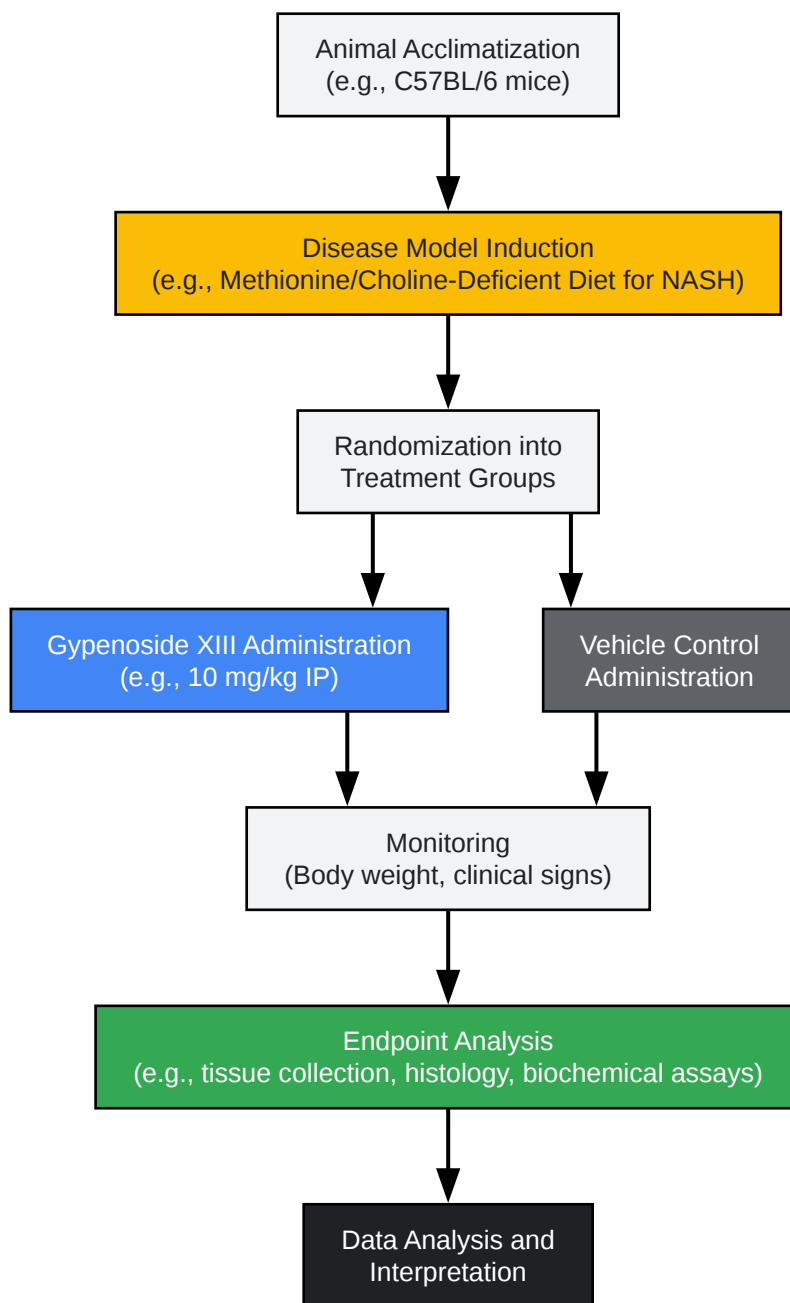 Animal Acclimatization
(e.g., C57BL/6 mice)
Disease Model Induction
(e.g., Methionine/Choline-Deficient Diet for NASH)
Randomization into
Treatment Groups
Gypenoside XIII Administration
(e.g., 10 mg/kg IP)
Vehicle Control
Administration
Monitoring
(Body weight, clinical signs)
Endpoint Analysis
(e.g., tissue collection, histology, biochemical assays)
Data Analysis and
Interpretation